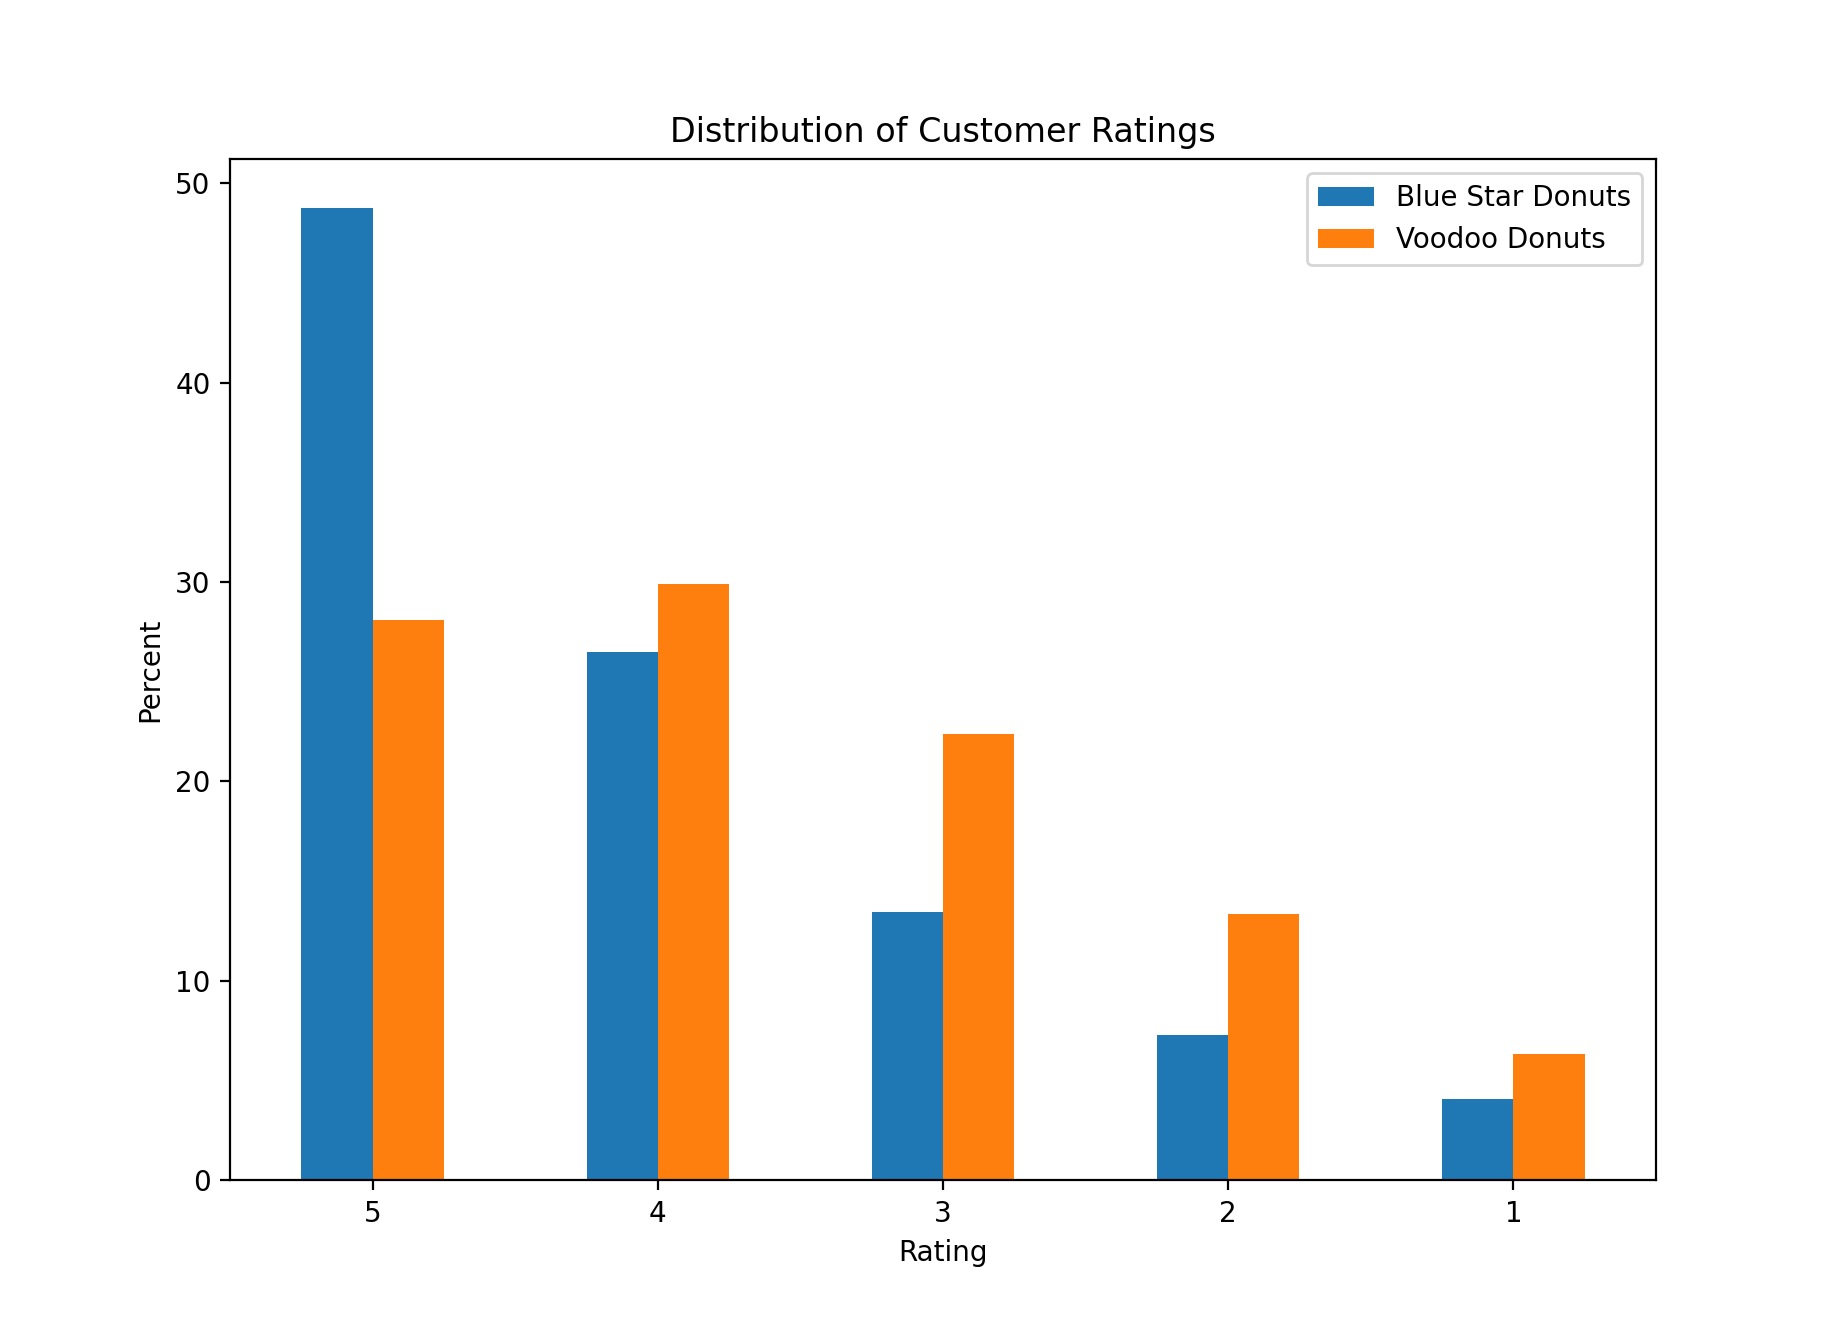 Distribution of Customer Ratings
Blue Star Donuts
Voodoo Donuts
50
40
30
20
10
0
Percent
5 4 3 2 1
Rating